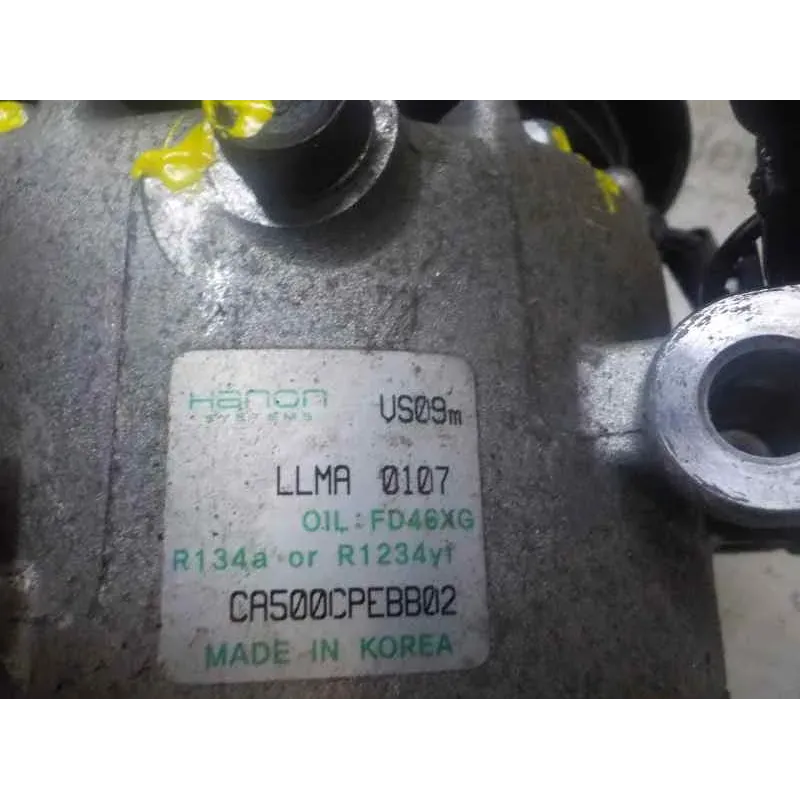 Hanon VS09m
SYSTEMS
LLMA 0107
OIL: FD46XG
R134a or R1234yf
CA500CPEBB02
MADE IN KOREA